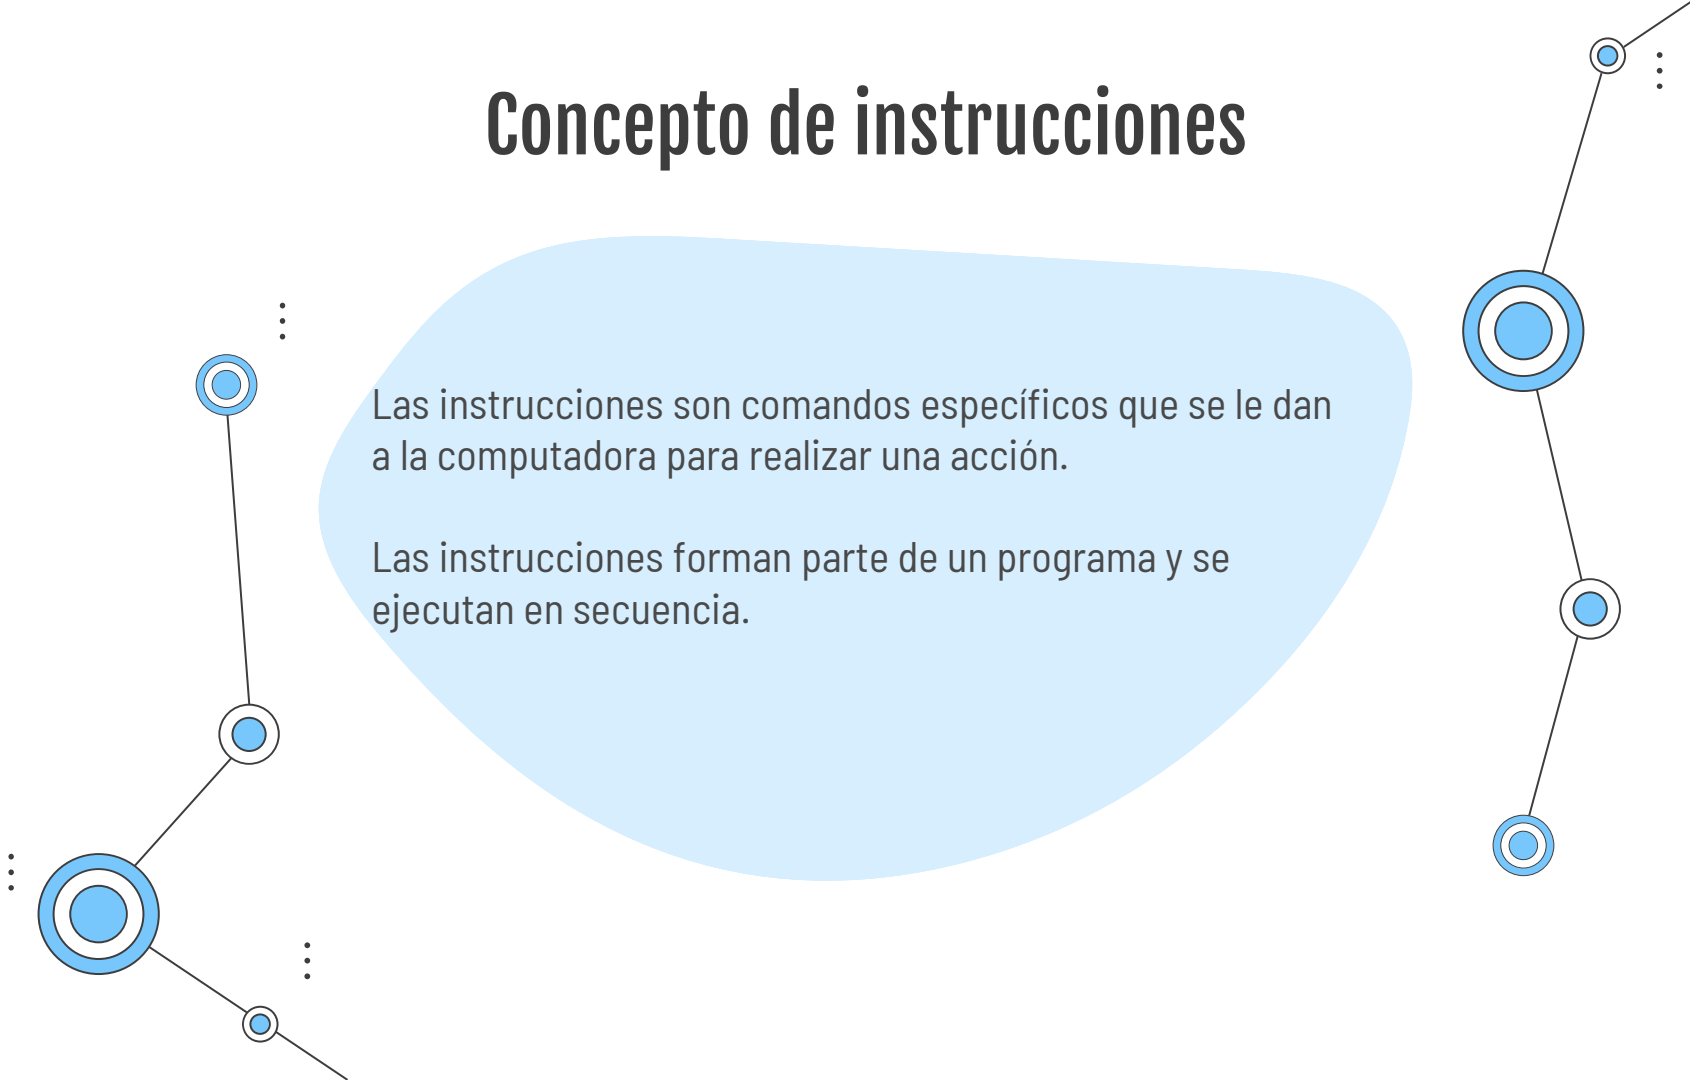 Concepto de instrucciones
Las instrucciones son comandos específicos que se le dan
a la computadora para realizar una acción.
Las instrucciones forman parte de un programa y se
ejecutan en secuencia.